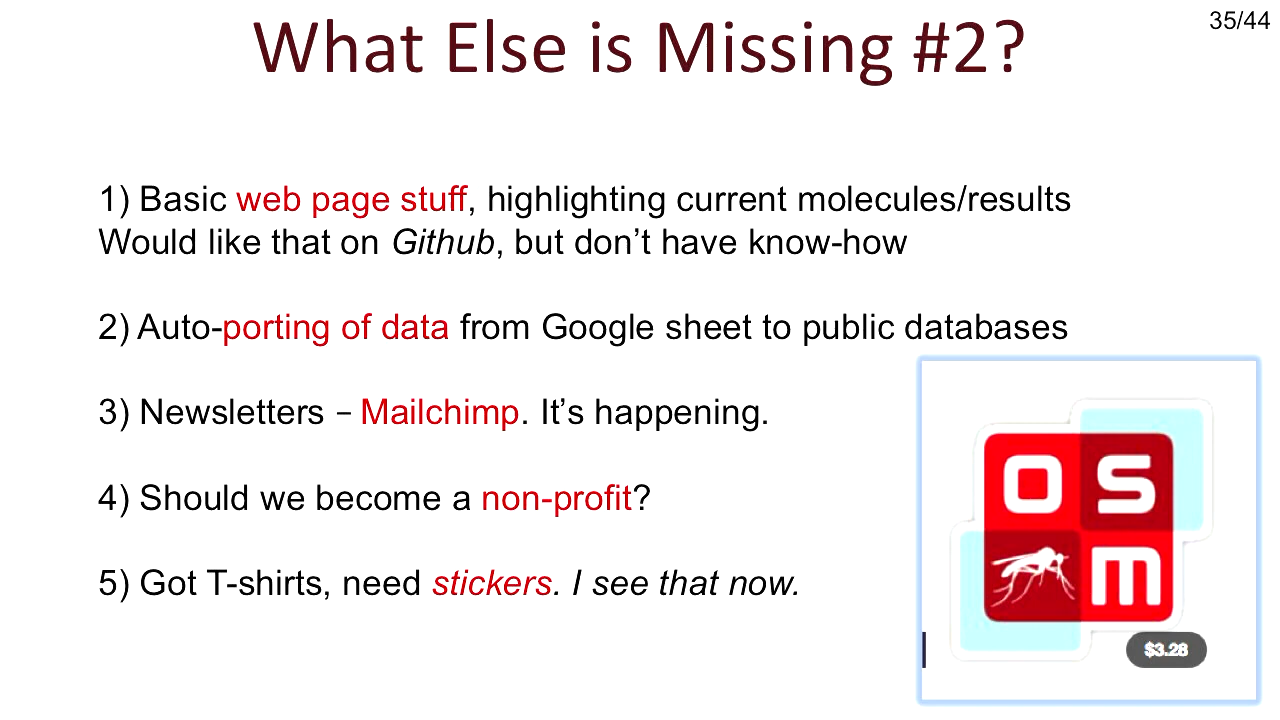 35/44
What Else is Missing #2?
1) Basic web page stuff, highlighting current molecules/results
Would like that on Github, but don’t have know-how
2) Auto-porting of data from Google sheet to public databases
3) Newsletters – Mailchimp. It’s happening.
4) Should we become a non-profit?
5) Got T-shirts, need stickers. I see that now.
O S
M
$3.28